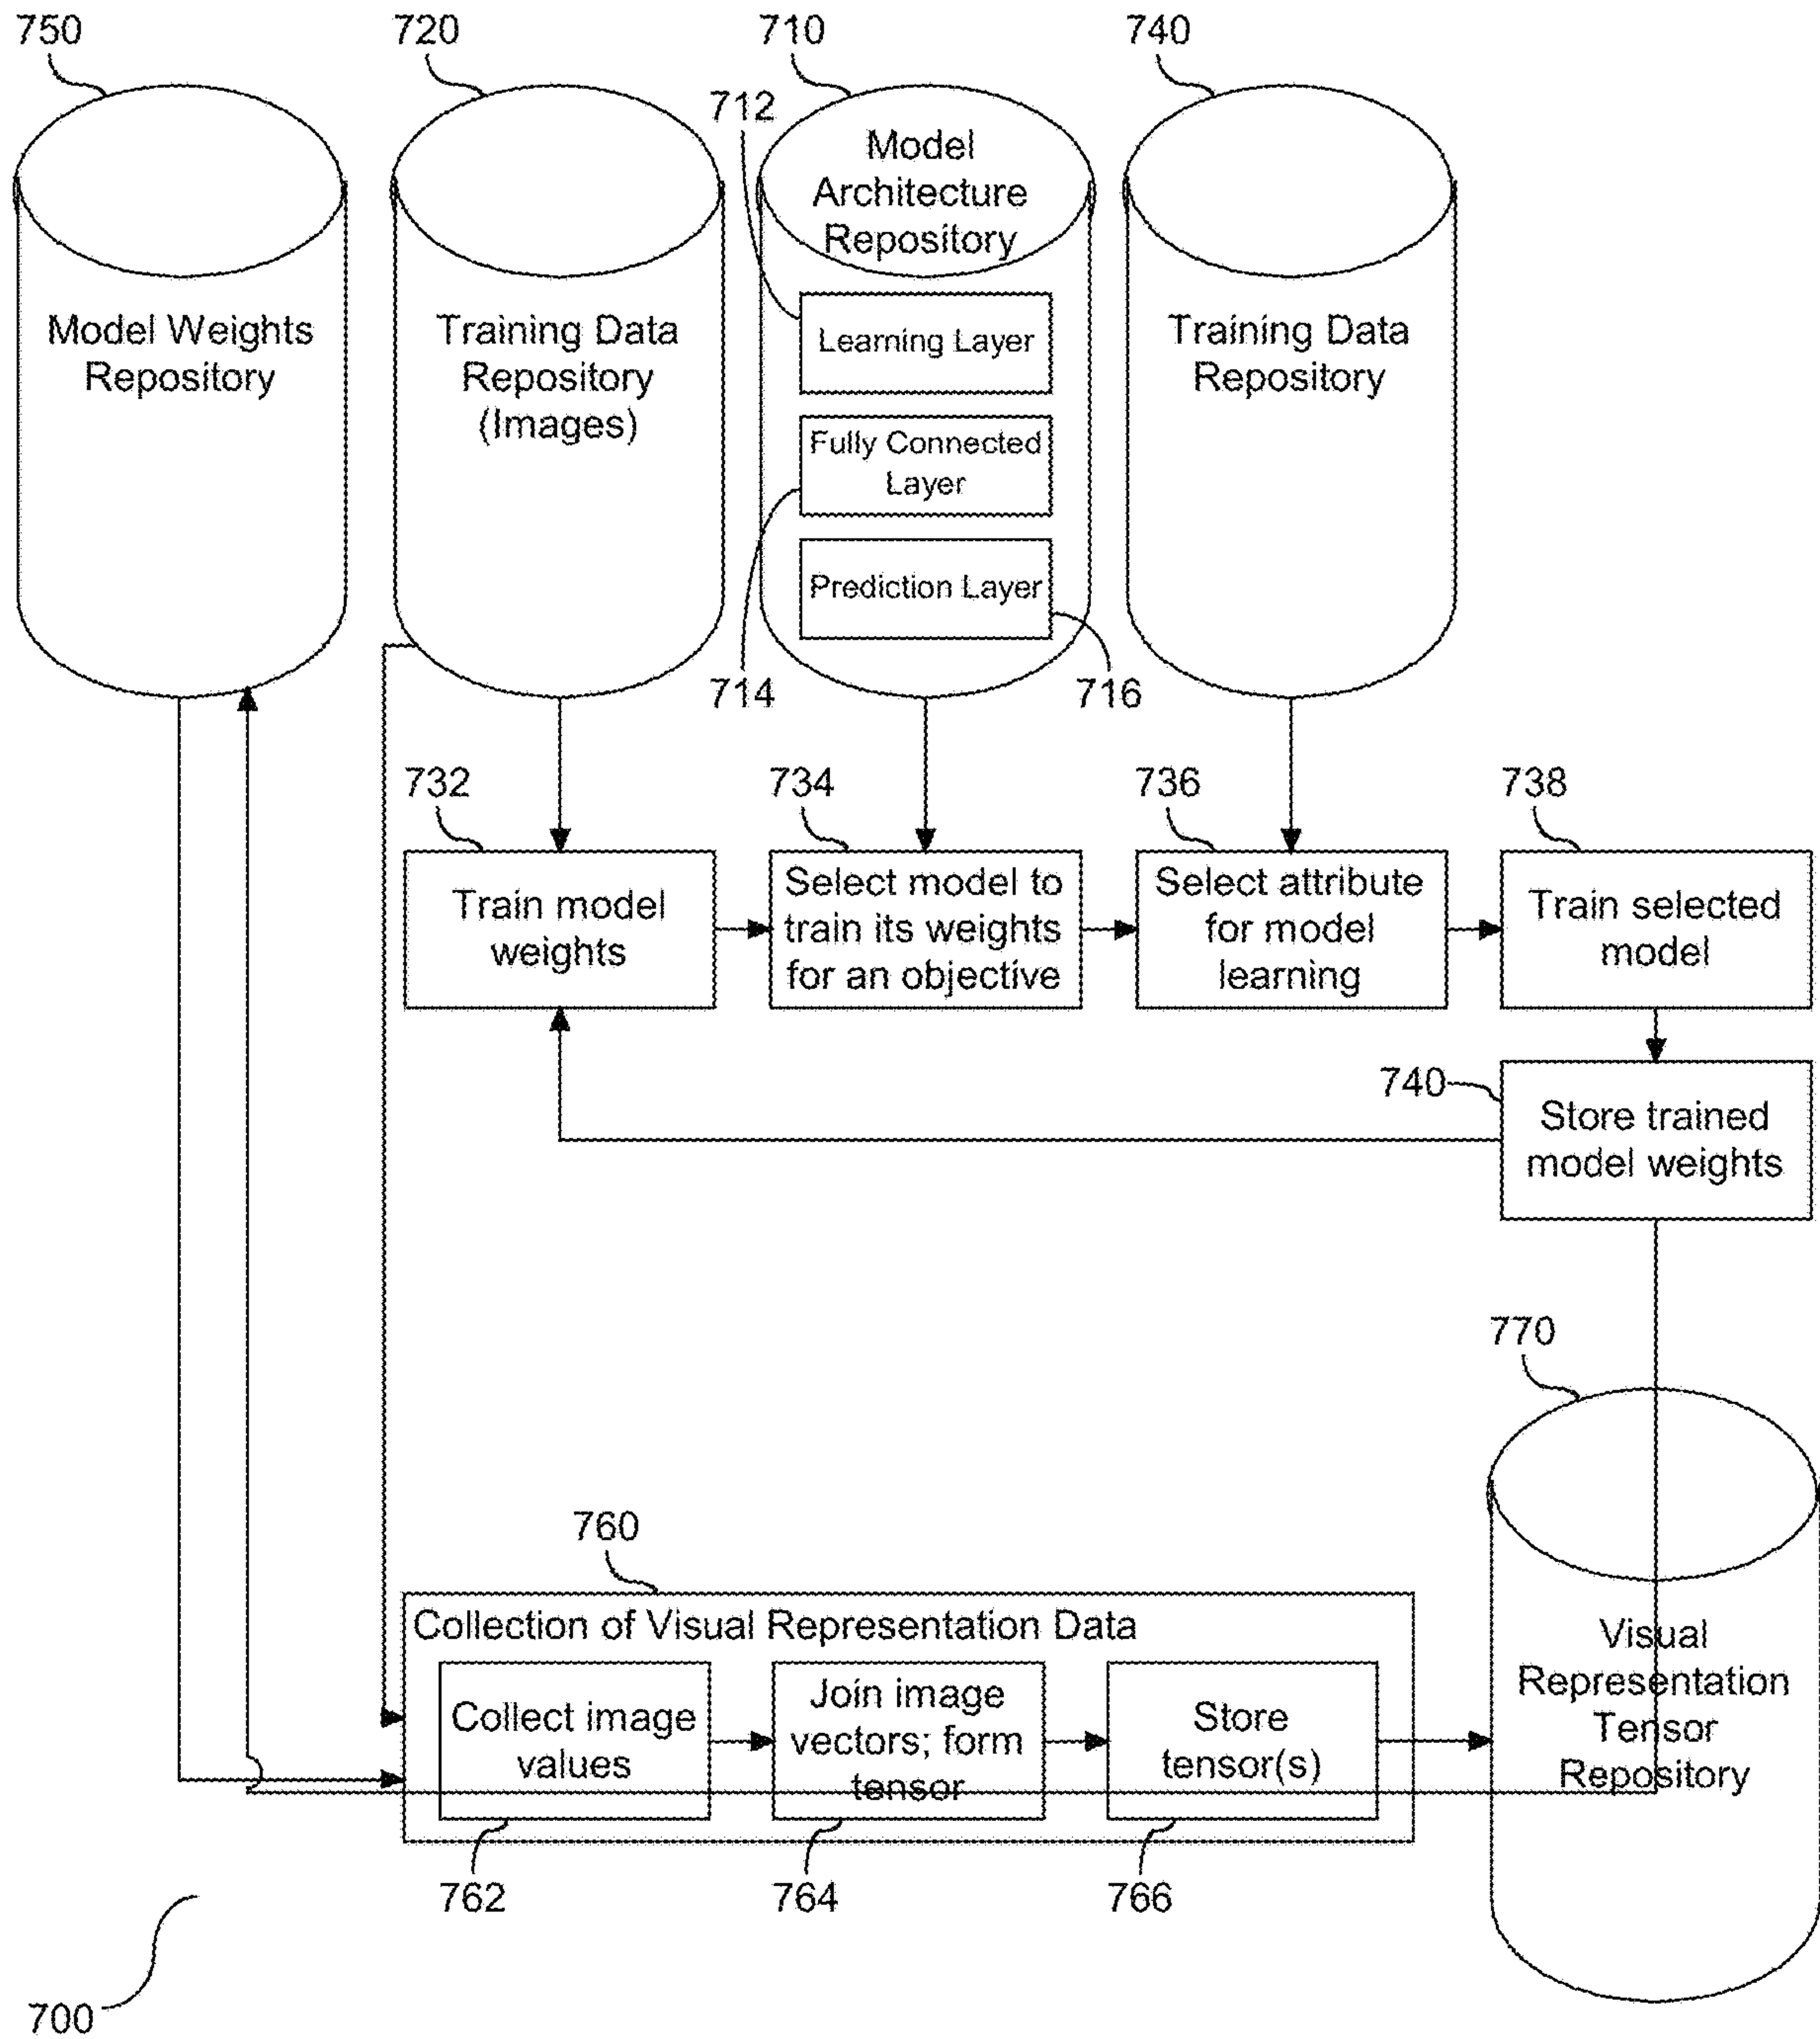 750
720
710
740
712
Model
Architecture
Repository
Model Weights
Repository
Training Data
Repository
(Images)
Learning Layer
Training Data
Repository
Fully Connected
Layer
Prediction Layer
714
716
732
734
736
738
Train model
weights
Select model to
train its weights
for an objective
Select attribute
for model
learning
Train selected
model
740
Store trained
model weights
770
760
Collection of Visual Representation Data
Collect image
values
Join image
vectors; form
tensor
Store
tensor(s)
Visual
Representation
Tensor
Repository
762
764
766
700